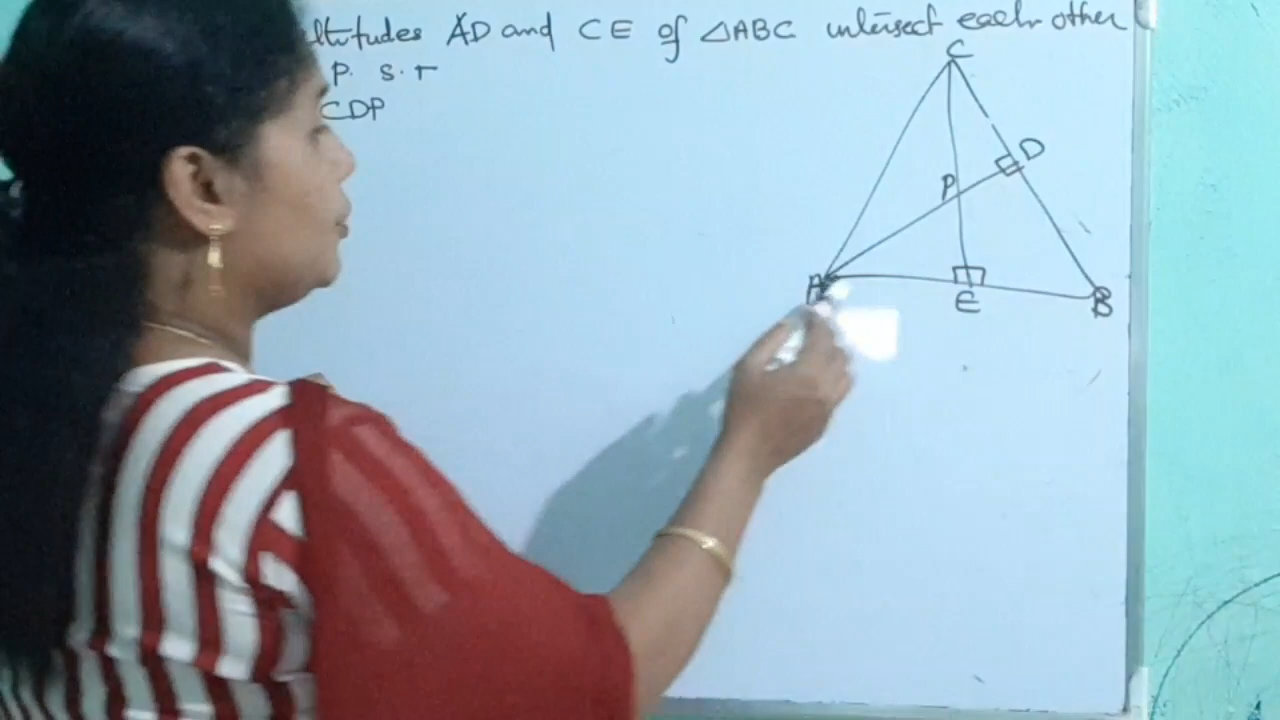 ltitudes AD and CE of △ABC intersect each other
P. S.T
CDP
C
D
P
A
E
B